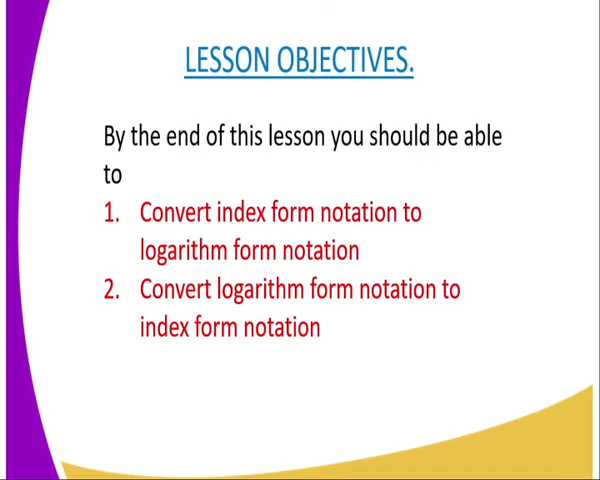 LESSON OBJECTIVES.
By the end of this lesson you should be able
to
1. Convert index form notation to
logarithm form notation
2. Convert logarithm form notation to
index form notation